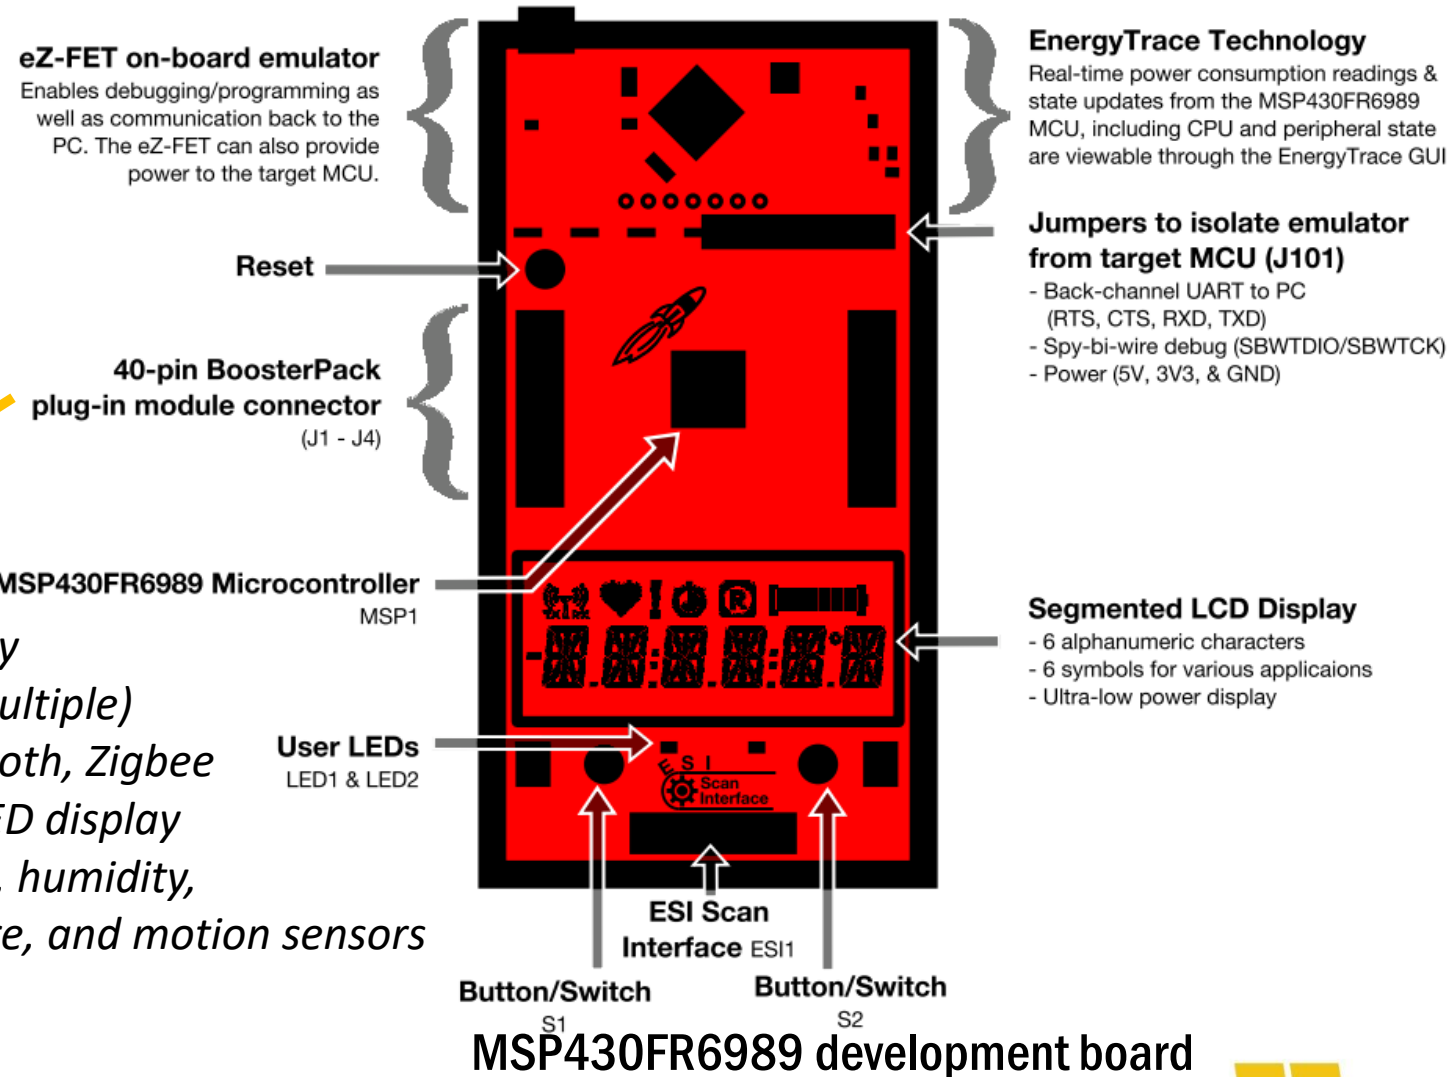 eZ-FET on-board emulator
Enables debugging/programming as
well as communication back to the
PC. The eZ-FET can also provide
power to the target MCU.
Reset
40-pin BoosterPack
plug-in module connector
(J1 - J4)
MSP430FR6989 Microcontroller
MSP1
y
ultiple)
oth, Zigbee
ED display
, humidity,
re, and motion sensors
User LEDs
LED1 & LED2
TX & RX
R
E S I
Scan
Interface
ESI Scan
Interface ESI1
Button/Switch
S1
Button/Switch
S2
EnergyTrace Technology
Real-time power consumption readings &
state updates from the MSP430FR6989
MCU, including CPU and peripheral state
are viewable through the EnergyTrace GUI
Jumpers to isolate emulator
from target MCU (J101)
- Back-channel UART to PC
(RTS, CTS, RXD, TXD)
- Spy-bi-wire debug (SBWTDIO/SBWTCK)
- Power (5V, 3V3, & GND)
Segmented LCD Display
- 6 alphanumeric characters
- 6 symbols for various applicaions
- Ultra-low power display
MSP430FR6989 development board